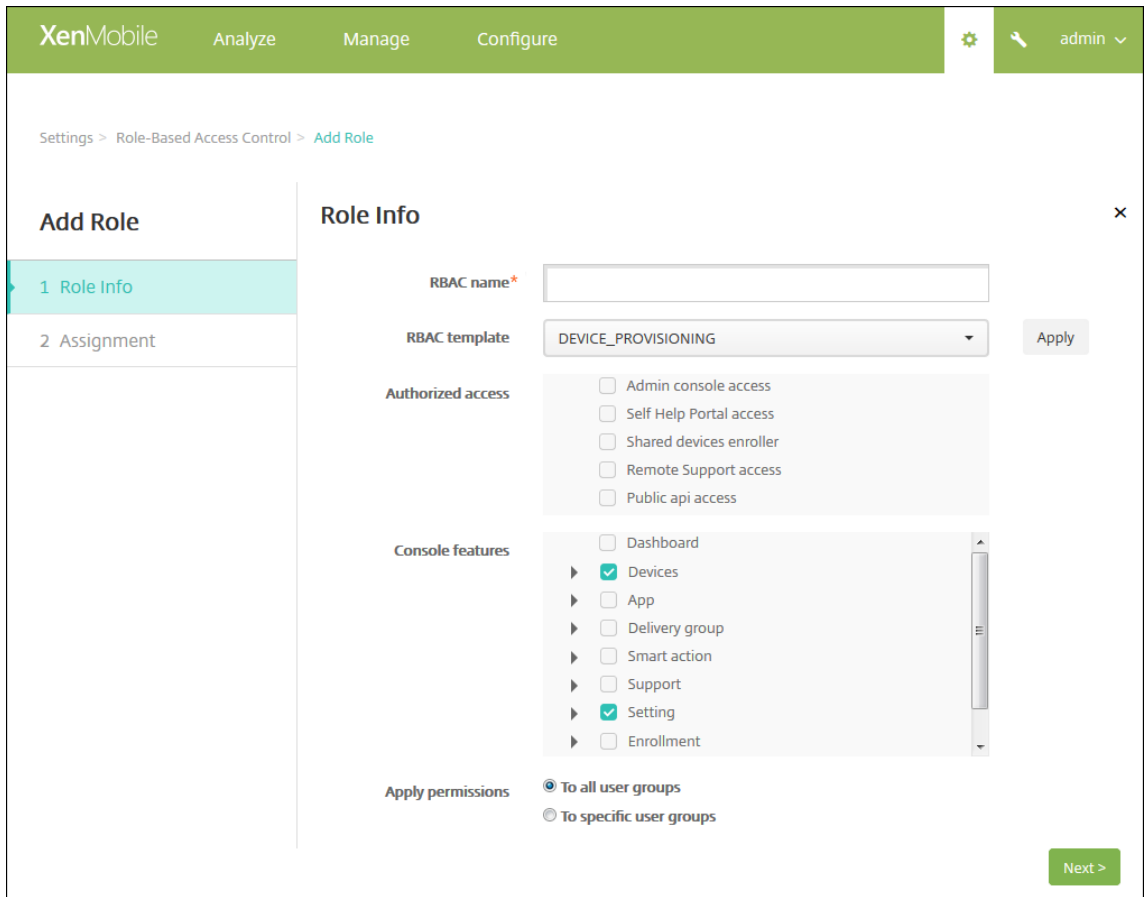 XenMobile Analyze Manage Configure admin
Settings > Role-Based Access Control > Add Role
Add Role
1 Role Info
2 Assignment
Role Info
RBAC name*
RBAC template DEVICE_PROVISIONING Apply
Authorized access Admin console access
Self Help Portal access
Shared devices enroller
Remote Support access
Public api access
Console features Dashboard
Devices
App
Delivery group
Smart action
Support
Setting
Enrollment
Apply permissions To all user groups
To specific user groups
Next >